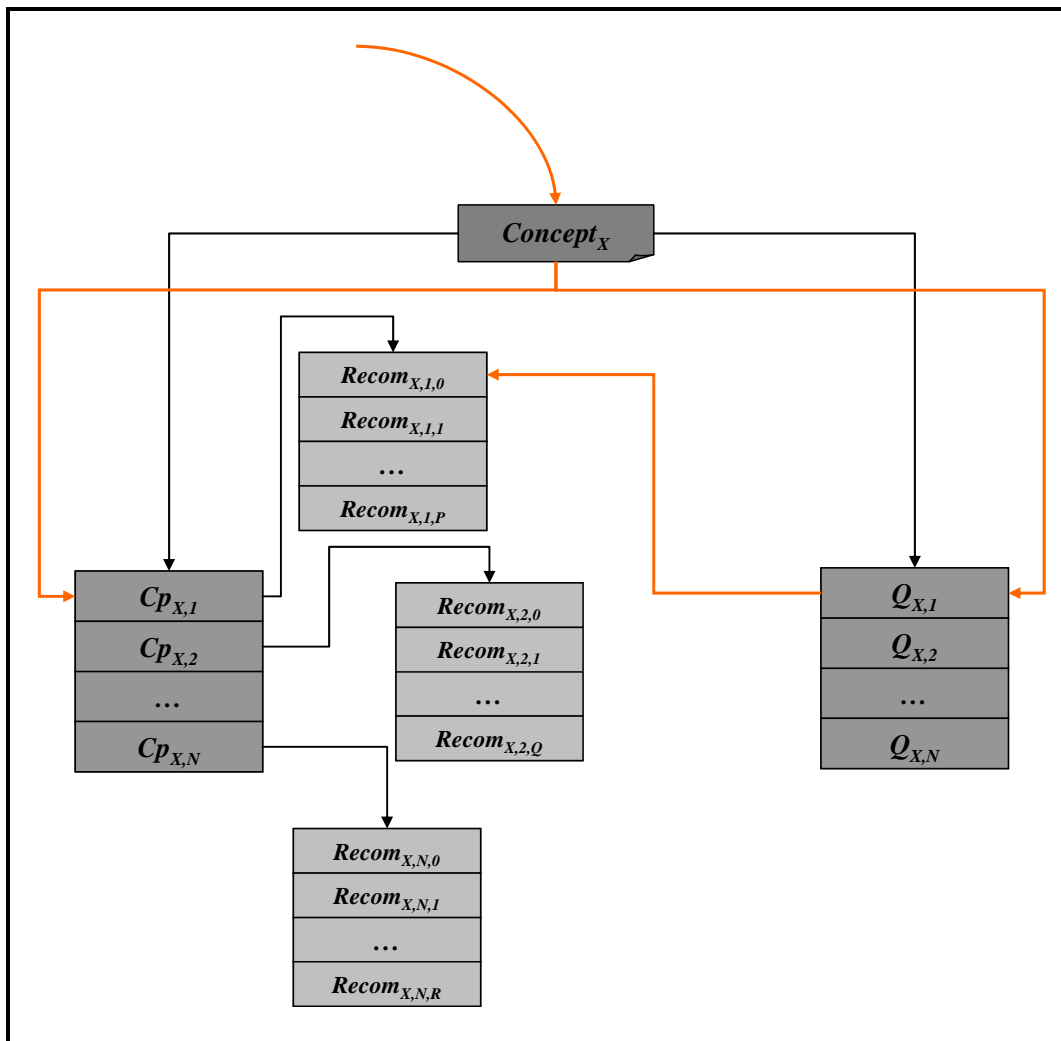 Concept_X
Recom_X,1,0
Recom_X,1,1
…
Recom_X,1,P
Cp_X,1
Cp_X,2
…
Cp_X,N
Recom_X,2,0
Recom_X,2,1
…
Recom_X,2,Q
Q_X,1
Q_X,2
…
Q_X,N
Recom_X,N,0
Recom_X,N,1
…
Recom_X,N,R